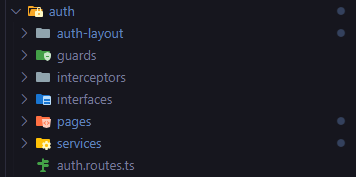 auth
auth-layout
guards
interceptors
interfaces
pages
services
auth.routes.ts